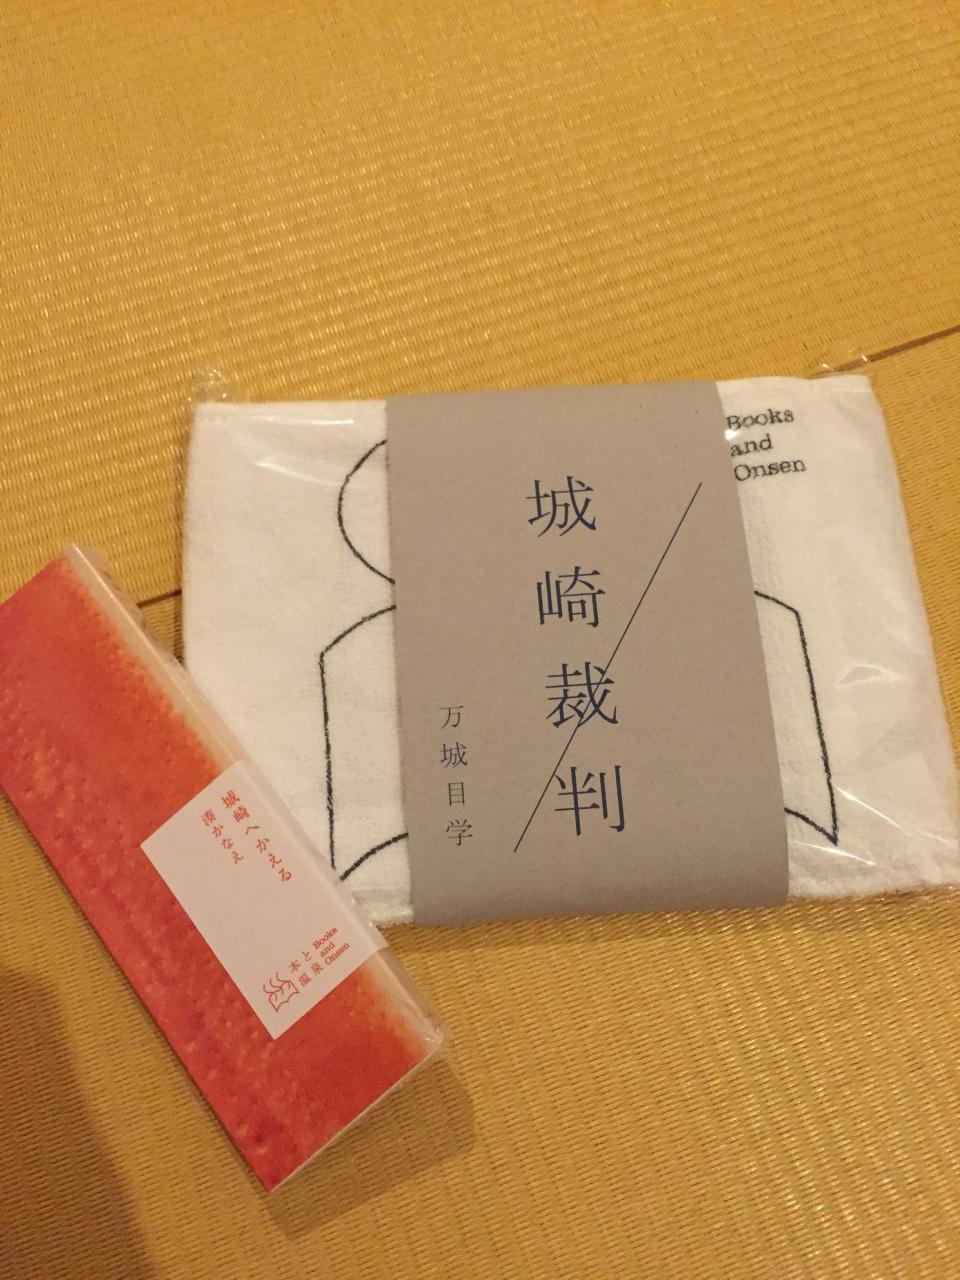 Books
and
Onsen
城崎裁判
万城目学
城崎へかえる
湊かなえ
本と
温泉
Books
and
Onsen